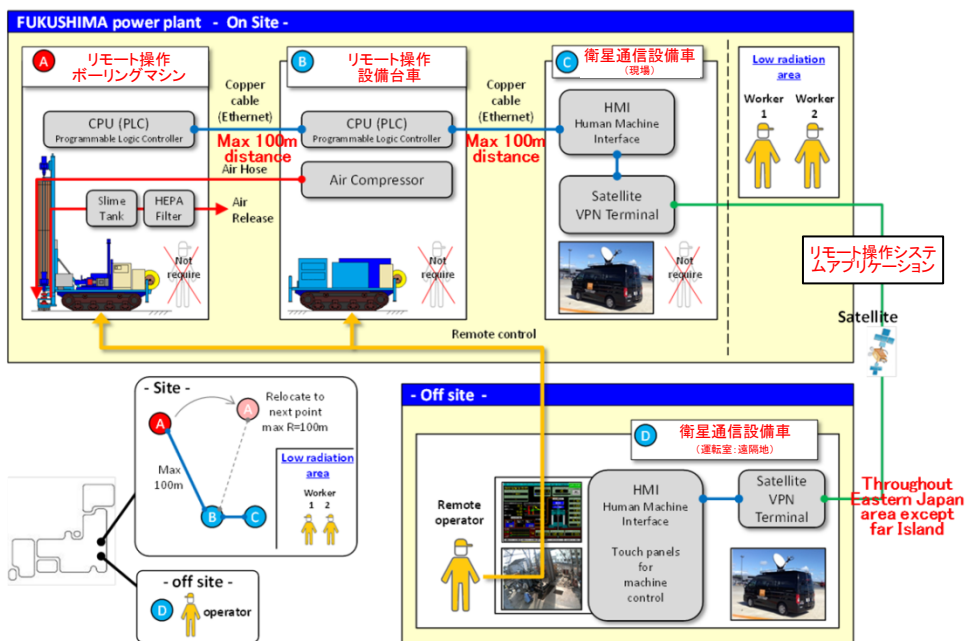 FUKUSHIMA power plant - On Site -
A
リモート操作
ボーリングマシン
CPU (PLC)
Programmable Logic Controller
Slime
Tank
HEPA
Filter
Air
Release
Not
require
Copper
cable
(Ethernet)
Max 100m
distance
Air Hose
B
リモート操作
設備台車
CPU (PLC)
Programmable Logic Controller
Air Compressor
Not
require
Copper
cable
(Ethernet)
Max 100m
distance
C
衛星通信設備車
(現場)
HMI
Human Machine
Interface
Satellite
VPN Terminal
Not
require
Low radiation
area
Worker
1
Worker
2
リモート操作システ
ムアプリケーション
Satellite
Remote control
- Site -
A
A
Relocate to
next point
max R=100m
Max
100m
B
C
Low radiation
area
Worker
1 2
- off site -
D
operator
- Off site -
D
衛星通信設備車
(運転室:遠隔地)
Remote
operator
HMI
Human Machine
Interface
Touch panels
for
machine
control
Satellite
VPN
Terminal
Throughout
Eastern Japan
area except
far Island